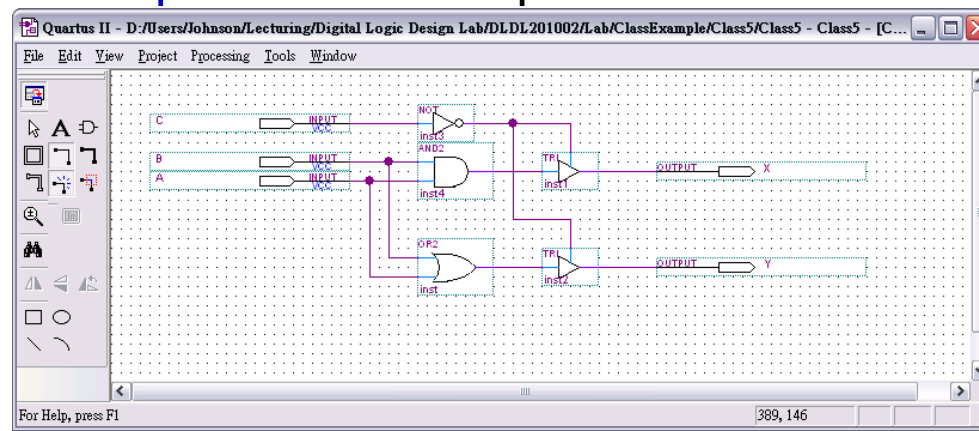 Quartus II - D:/Users/Johnson/Lecturing/Digital Logic Design Lab/DLDL201002/Lab/ClassExample/Class5/Class5 - Class5 - [C...
File Edit View Project Processing Tools Window
A
C INPUT VCC NOT inst3
B INPUT VCC AND2 TRI OUTPUT X
A INPUT VCC inst4 inst1
OR2 TRI OUTPUT Y
inst inst2
For Help, press F1 389, 146